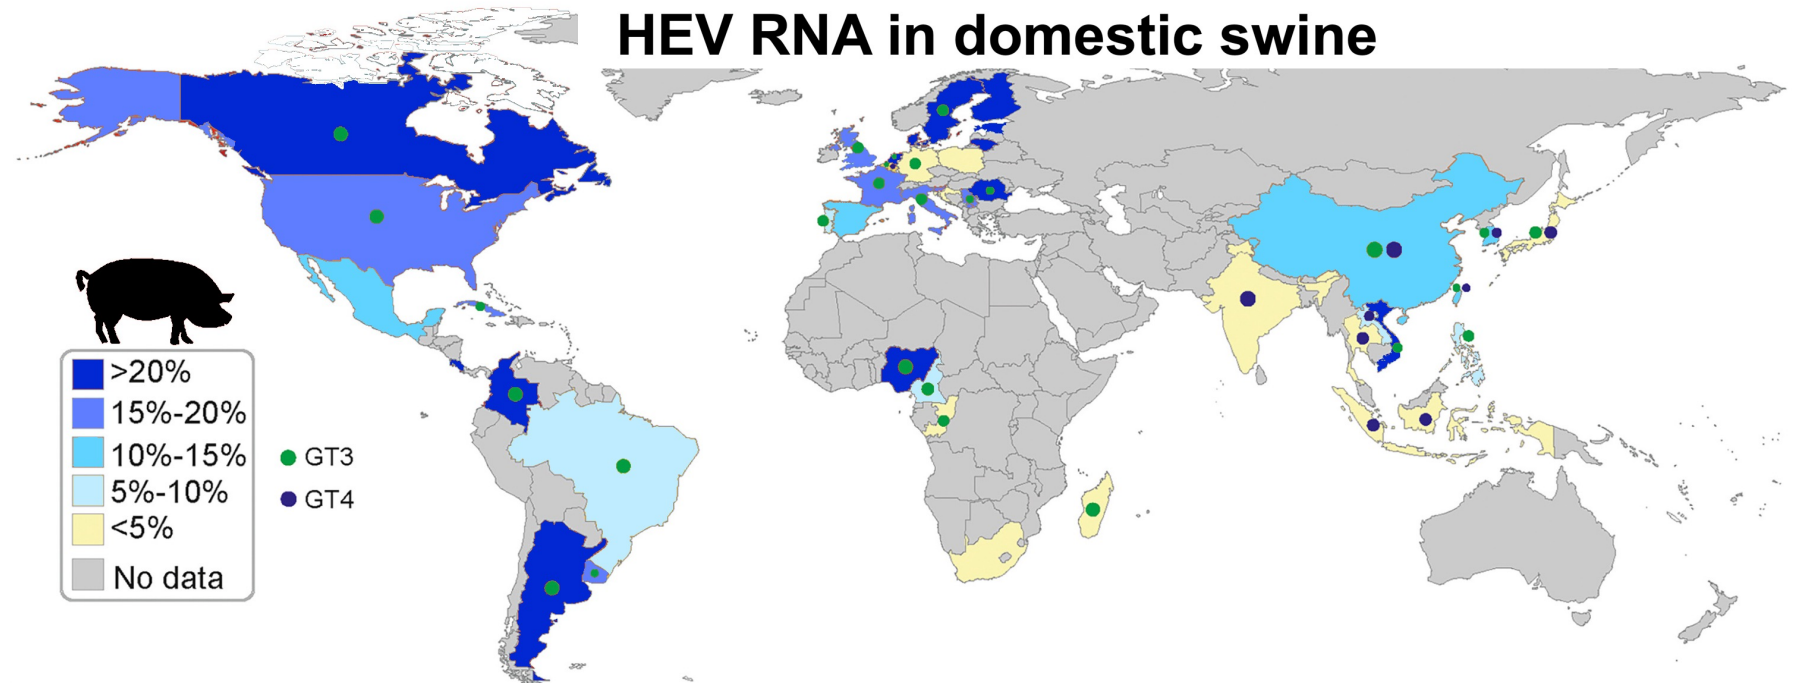 HEV RNA in domestic swine
>20%
15%-20%
10%-15%
5%-10%
<5%
No data
GT3
GT4